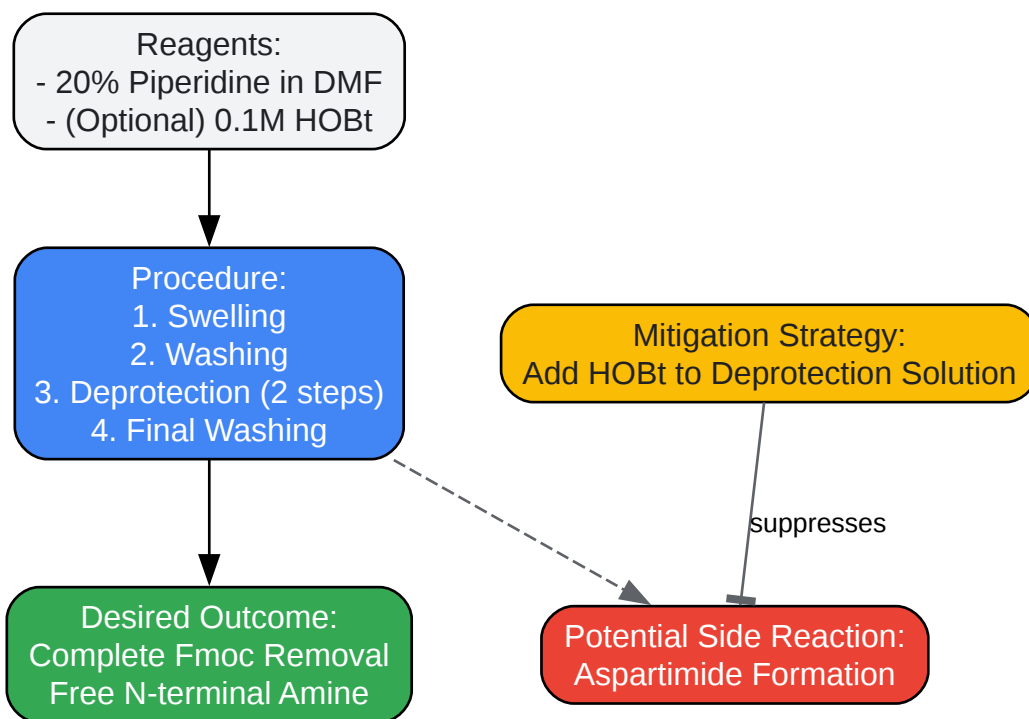 Reagents:
- 20% Piperidine in DMF
- (Optional) 0.1M HOBt
Procedure:
1. Swelling
2. Washing
3. Deprotection (2 steps)
4. Final Washing
Mitigation Strategy:
Add HOBt to Deprotection Solution
suppresses
Desired Outcome:
Complete Fmoc Removal
Free N-terminal Amine
Potential Side Reaction:
Aspartimide Formation